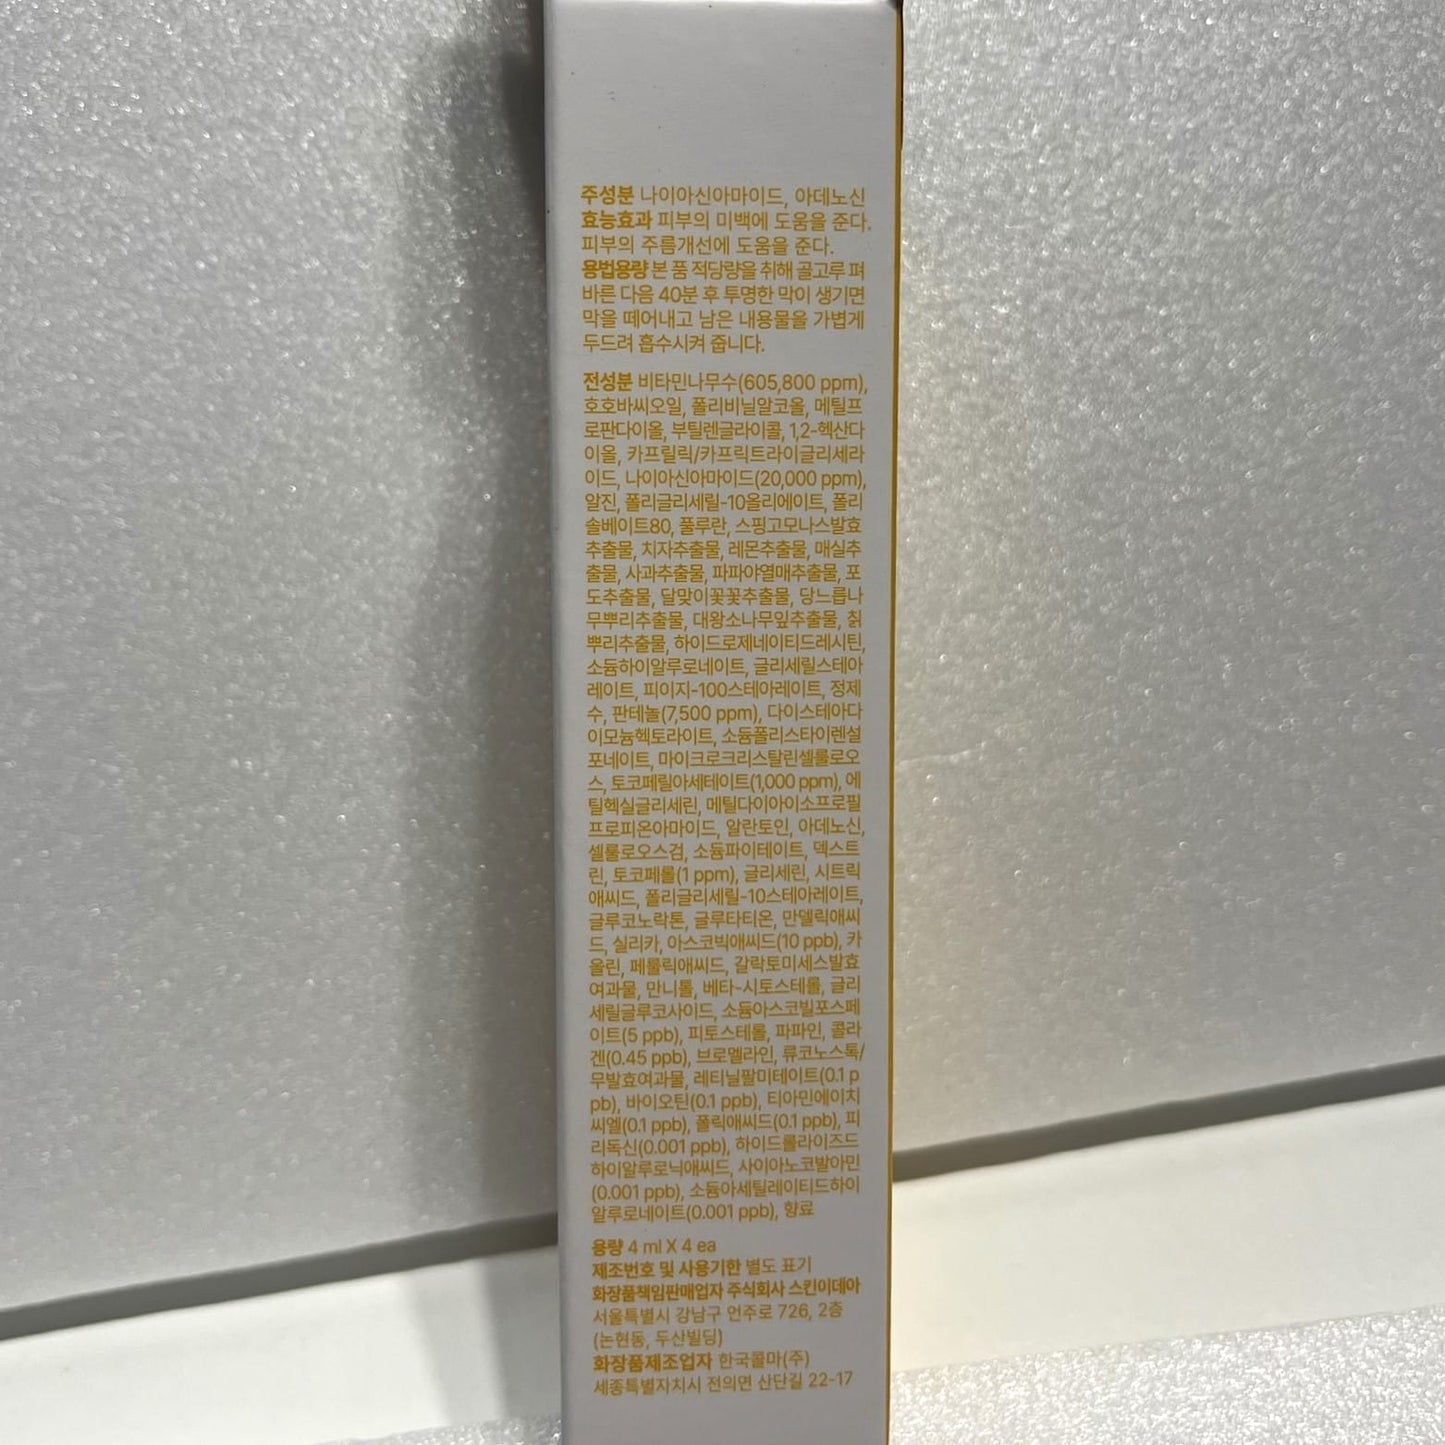 주성분 나이아신아마이드, 아데노신
효능효과 피부의 미백에 도움을 준다.
피부의 주름개선에 도움을 준다.
용법용량 본 품 적당량을 취해 골고루 펴
바른 다음 40분 후 투명한 막이 생기면
막을 떼어내고 남은 내용물을 가볍게
두드려 흡수시켜 줍니다.
전성분 비타민나무수(605,800 ppm),
호호바씨오일, 폴리비닐알코올, 메틸프
로판다이올, 부틸렌글라이콜, 1,2-헥산다
이올, 카프릴릭/카프릭트라이글리세라
이드, 나이아신아마이드(20,000 ppm),
알진, 폴리글리세릴-10올리에이트, 폴리
솔베이트80, 풀루란, 스핑고모나스발효
추출물, 치자추출물, 레몬추출물, 매실추
출물, 사과추출물, 파파야열매추출물, 포
도추출물, 달맞이꽃꽃추출물, 당느릅나
무뿌리추출물, 대왕소나무잎추출물, 칡
뿌리추출물, 하이드로제네이티드레시틴,
소듐하이알루로네이트, 글리세릴스테아
레이트, 피이지-100스테아레이트, 정제
수, 판테놀(7,500 ppm), 다이스테아다
이모늄헥토라이트, 소듐폴리스타이렌설
포네이트, 마이크로크리스탈린셀룰로오
스, 토코페릴아세테이트(1,000 ppm), 에
틸헥실글리세린, 메틸다이아이소프로필
프로피온아마이드, 알란토인, 아데노신,
셀룰로오스검, 소듐파이테이트, 덱스트
린, 토코페롤(1 ppm), 글리세린, 시트릭
애씨드, 폴리글리세릴-10스테아레이트,
글루코노락톤, 글루타티온, 만델릭애씨
드, 실리카, 아스코빅애씨드(10 ppb), 카
올린, 페룰릭애씨드, 갈락토미세스발효
여과물, 만니톨, 베타-시토스테롤, 글리
세릴글루코사이드, 소듐아스코빌포스페
이트(5 ppb), 피토스테롤, 파파인, 콜라
겐(0.45 ppb), 브로멜라인, 류코노스톡/
무발효여과물, 레티닐팔미테이트(0.1 p
pb), 바이오틴(0.1 ppb), 티아민에이치
씨엘(0.1 ppb), 폴릭애씨드(0.1 ppb), 피
리독신(0.001 ppb), 하이드롤라이즈드
하이알루로닉애씨드, 사이아노코발아민
(0.001 ppb), 소듐아세틸레이티드하이
알루로네이트(0.001 ppb), 향료
용량 4 ml X 4 ea
제조번호 및 사용기한 별도 표기
화장품책임판매업자 주식회사 스킨이데아
서울특별시 강남구 언주로 726, 2층
(논현동, 두산빌딩)
화장품제조업자 한국콜마(주)
세종특별자치시 전의면 산단길 22-17